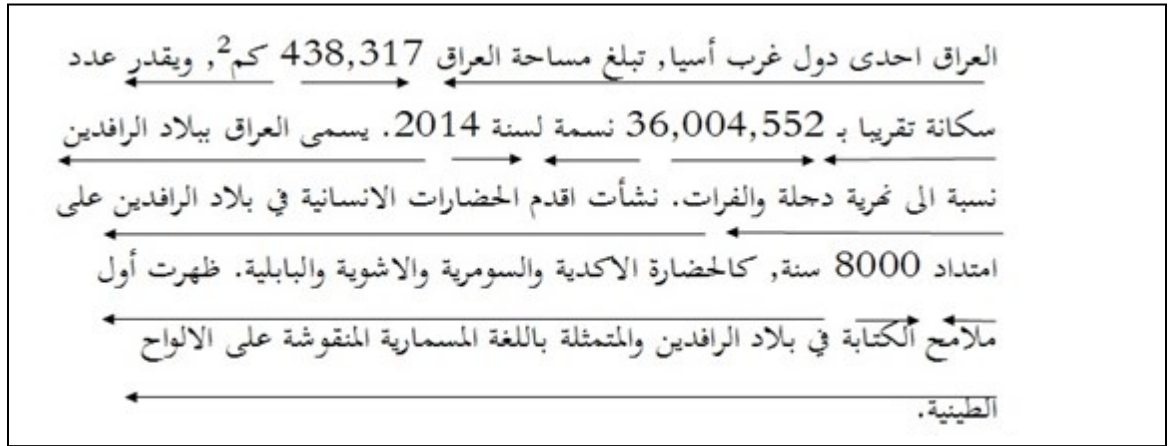 العراق احدى دول غرب أسيا, تبلغ مساحة العراق 438,317 كم2, ويقدر عدد
سكانة تقريبا بـ 36,004,552 نسمة لسنة 2014. يسمى العراق ببلاد الرافدين
نسبة الى نهرية دجلة والفرات. نشأت اقدم الحضارات الانسانية في بلاد الرافدين على
امتداد 8000 سنة, كالحضارة الاكدية والسومرية والاشوية والبابلية. ظهرت أول
ملامح الكتابة في بلاد الرافدين والمتمثلة باللغة المسمارية المنقوشة على الالواح
الطينية.